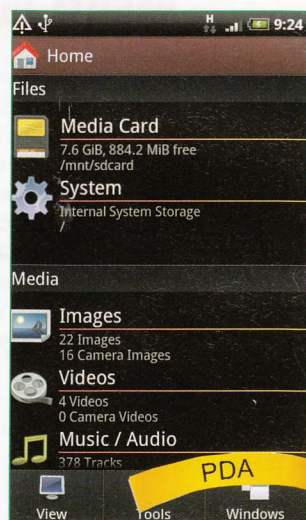 H 9:24
Home
Files
Media Card
7.6 GiB, 884.2 MiB free
/mnt/sdcard
System
Internal System Storage
/
Media
Images
22 Images
16 Camera Images
Videos
4 Videos
0 Camera Videos
Music / Audio
378 Tracks
PDA
View Tools Windows